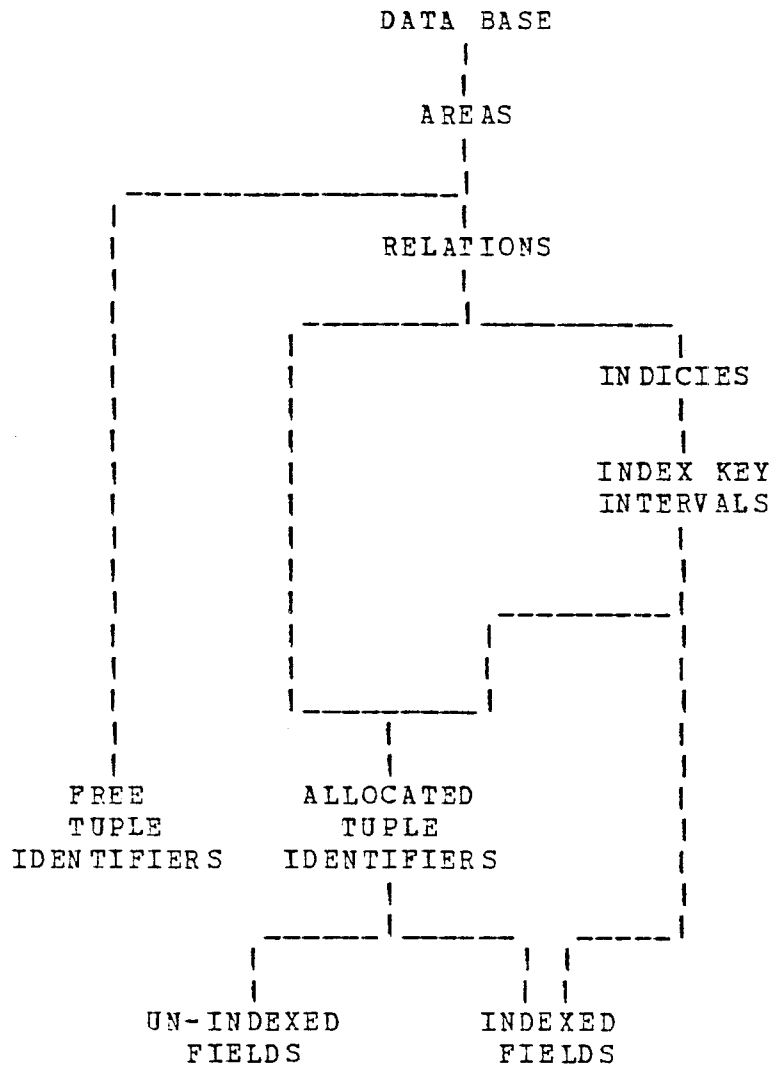 DATA BASE
AREAS
RELATIONS
INDICIES
INDEX KEY
INTERVALS
FREE
TUPLE
IDENTIFIERS
ALLOCATED
TUPLE
IDENTIFIERS
UN-INDEXED
FIELDS
INDEXED
FIELDS